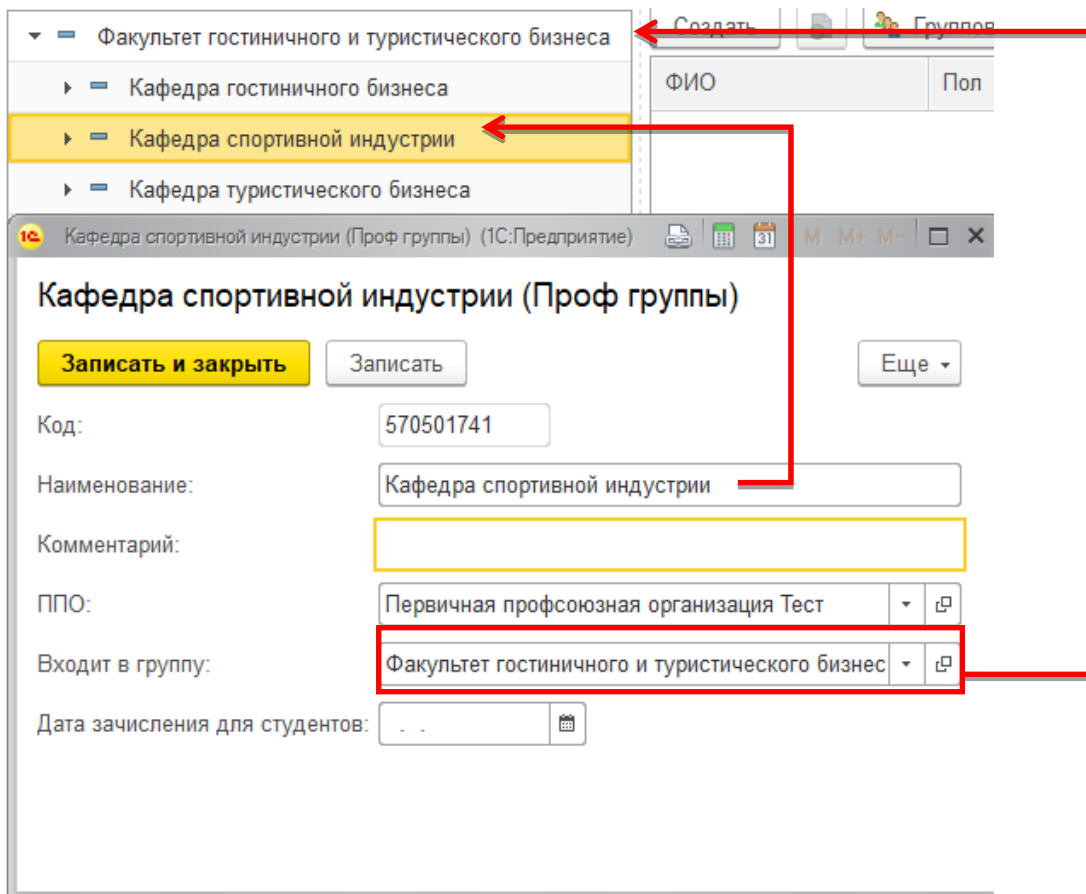 Факультет гостиничного и туристического бизнеса
Создать
Группов
Кафедра гостиничного бизнеса
ФИО
Пол
Кафедра спортивной индустрии
Кафедра туристического бизнеса
1С Кафедра спортивной индустрии (Проф группы) (1С:Предприятие) 31 M M+ M-
Кафедра спортивной индустрии (Проф группы)
Записать и закрыть
Записать
Еще
Код: 570501741
Наименование: Кафедра спортивной индустрии
Комментарий:
ППО: Первичная профсоюзная организация Тест
Входит в группу: Факультет гостиничного и туристического бизнес
Дата зачисления для студентов: . .